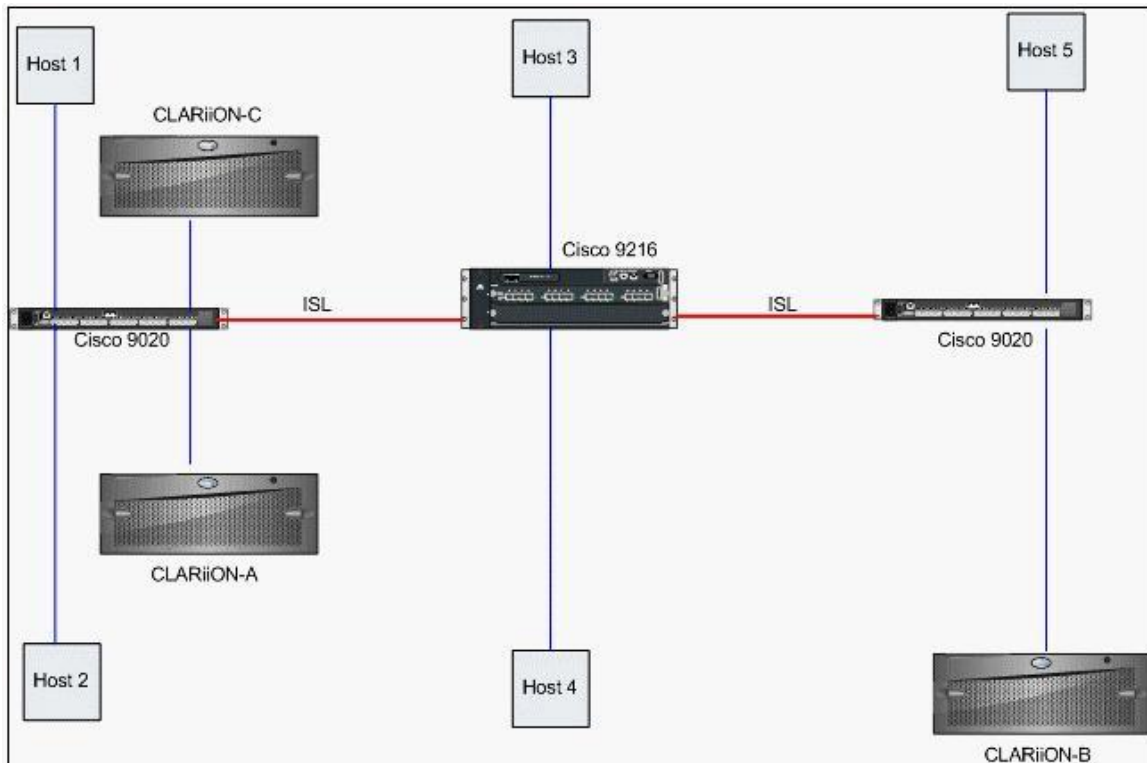 Host 1
Host 3
Host 5
CLARiiON-C
Cisco 9216
ISL
ISL
Cisco 9020
Cisco 9020
CLARiiON-A
Host 2
Host 4
CLARiiON-B